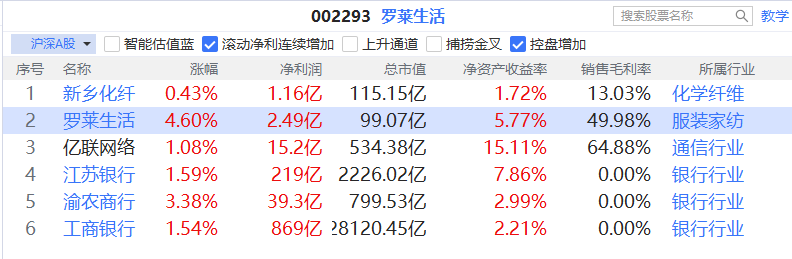 002293 罗莱生活 搜索股票名称 教学
沪深A股 智能估值蓝 滚动净利连续增加 上升通道 捕捞金叉 控盘增加
序号 名称 涨幅 净利润 总市值 净资产收益率 销售毛利率 所属行业
1 新乡化纤 0.43% 1.16亿 115.15亿 1.72% 13.03% 化学纤维
2 罗莱生活 4.60% 2.49亿 99.07亿 5.77% 49.98% 服装家纺
3 亿联网络 1.08% 15.2亿 534.38亿 15.11% 64.88% 通信行业
4 江苏银行 1.59% 219亿 2226.02亿 7.86% 0.00% 银行行业
5 渝农商行 3.38% 39.3亿 799.53亿 2.99% 0.00% 银行行业
6 工商银行 1.54% 869亿 28120.45亿 2.21% 0.00% 银行行业